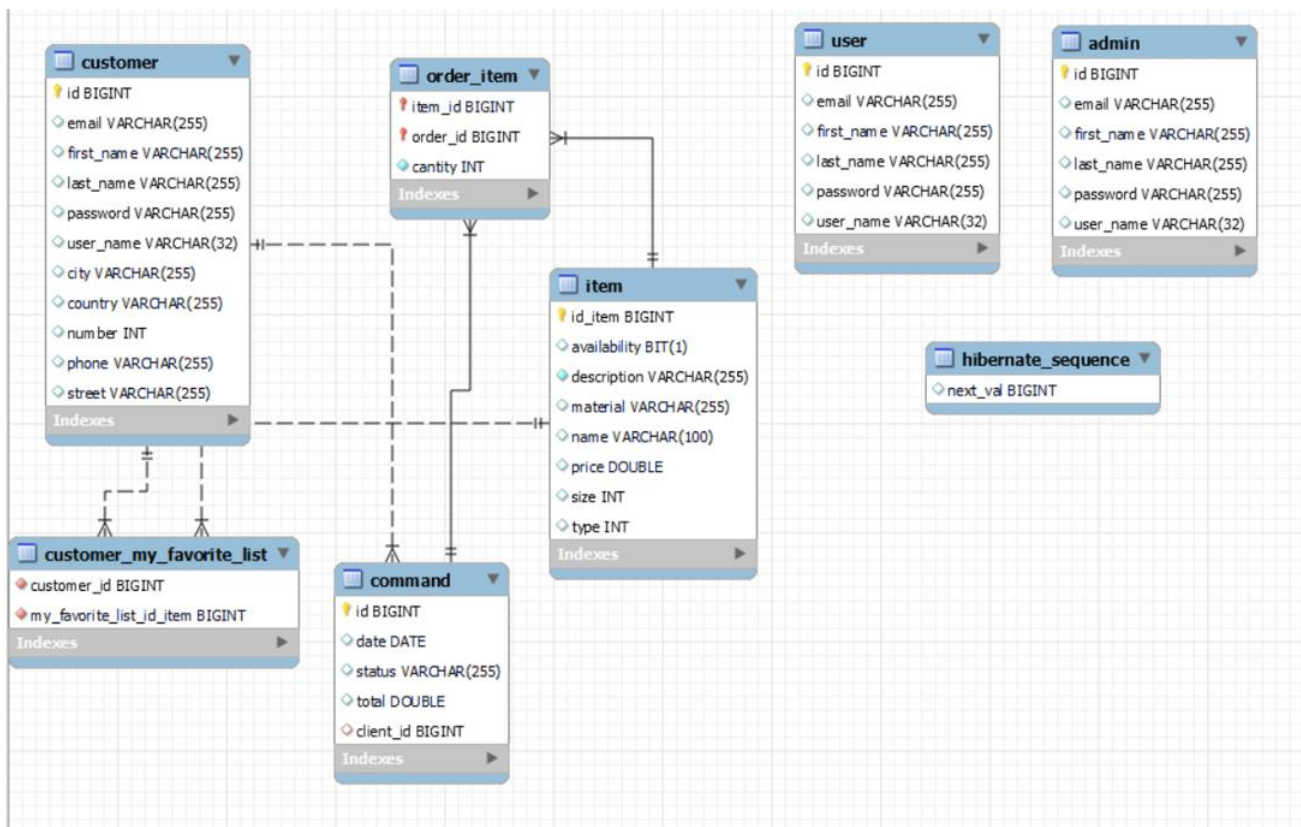 customer
id BIGINT
email VARCHAR(255)
first_name VARCHAR(255)
last_name VARCHAR(255)
password VARCHAR(255)
user_name VARCHAR(32)
city VARCHAR(255)
country VARCHAR(255)
number INT
phone VARCHAR(255)
street VARCHAR(255)
Indexes
order_item
item_id BIGINT
order_id BIGINT
cantity INT
Indexes
user
id BIGINT
email VARCHAR(255)
first_name VARCHAR(255)
last_name VARCHAR(255)
password VARCHAR(255)
user_name VARCHAR(32)
Indexes
admin
id BIGINT
email VARCHAR(255)
first_name VARCHAR(255)
last_name VARCHAR(255)
password VARCHAR(255)
user_name VARCHAR(32)
Indexes
item
id_item BIGINT
availability BIT(1)
description VARCHAR(255)
material VARCHAR(255)
name VARCHAR(100)
price DOUBLE
size INT
type INT
Indexes
hibernate_sequence
next_val BIGINT
customer_my_favorite_list
customer_id BIGINT
my_favorite_list_id_item BIGINT
Indexes
command
id BIGINT
date DATE
status VARCHAR(255)
total DOUBLE
client_id BIGINT
Indexes